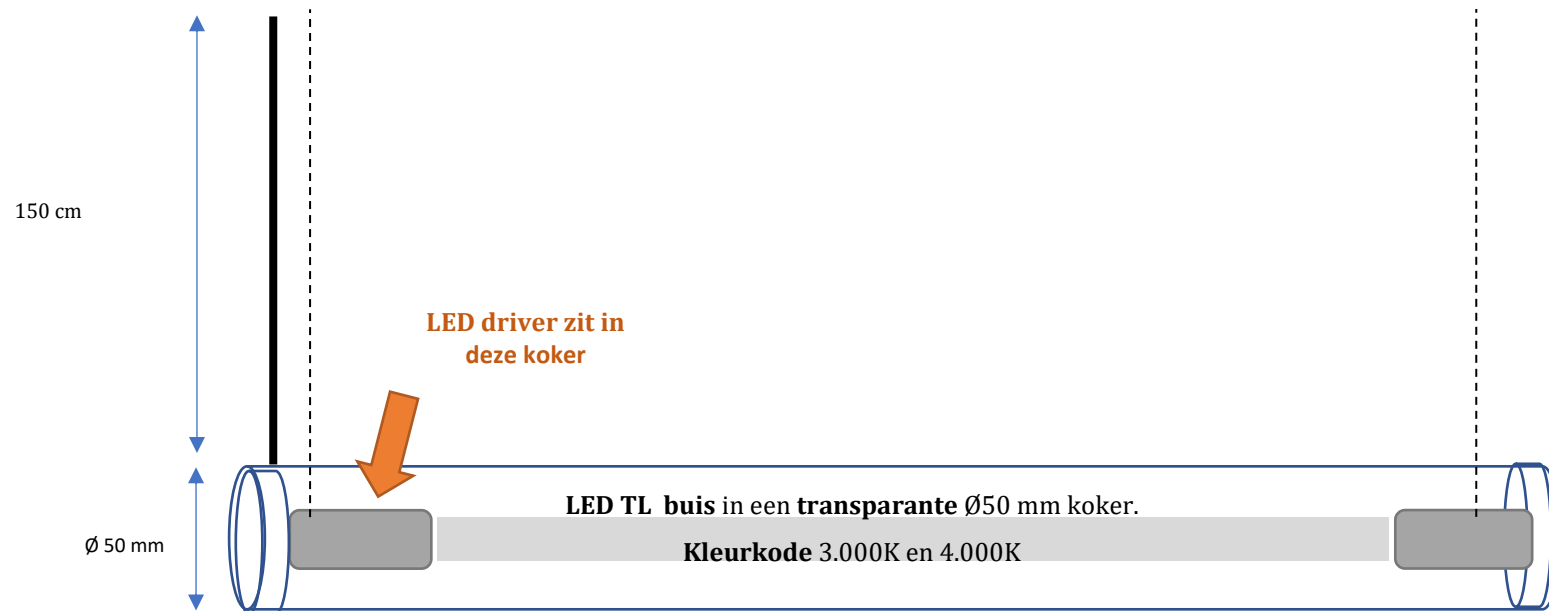 150 cm
LED driver zit in
deze koker
LED TL  buis in een transparante Ø50 mm koker.
Ø 50 mm
Kleurkode 3.000K en 4.000K